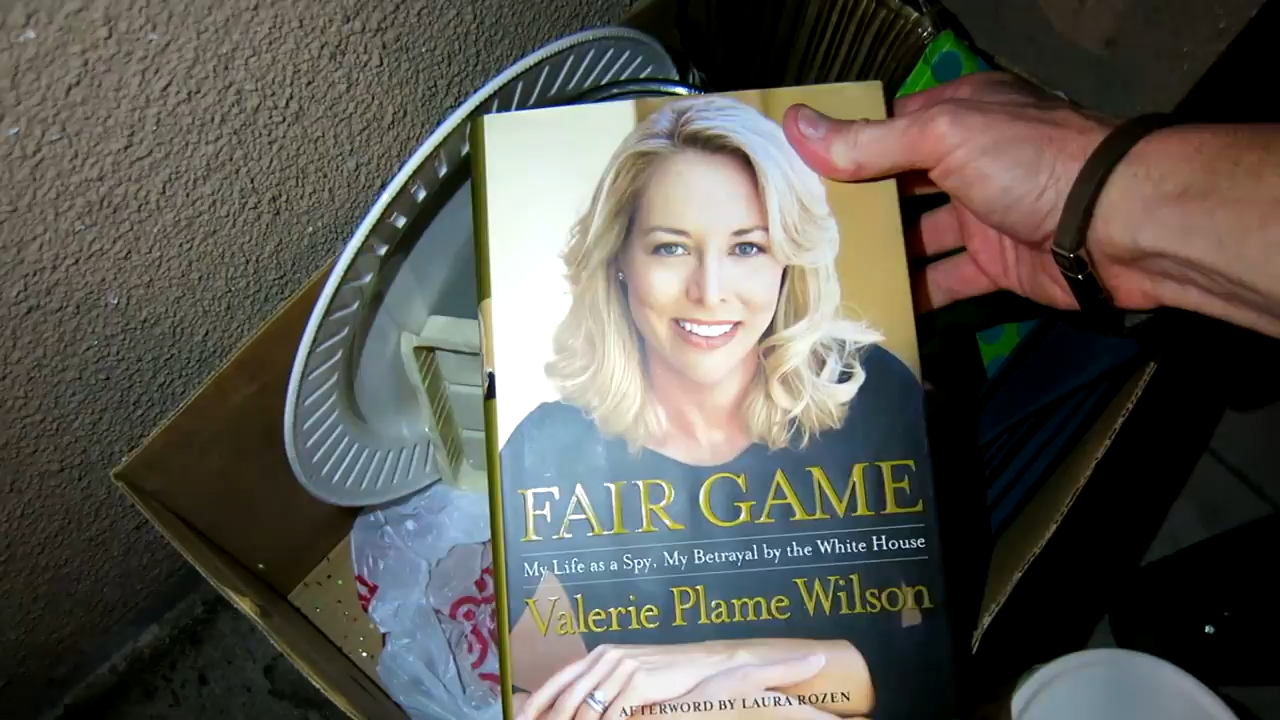 FAIR GAME
My Life as a Spy, My Betrayal by the White House
Valerie Plame Wilson
AFTERWORD BY LAURA ROZEN